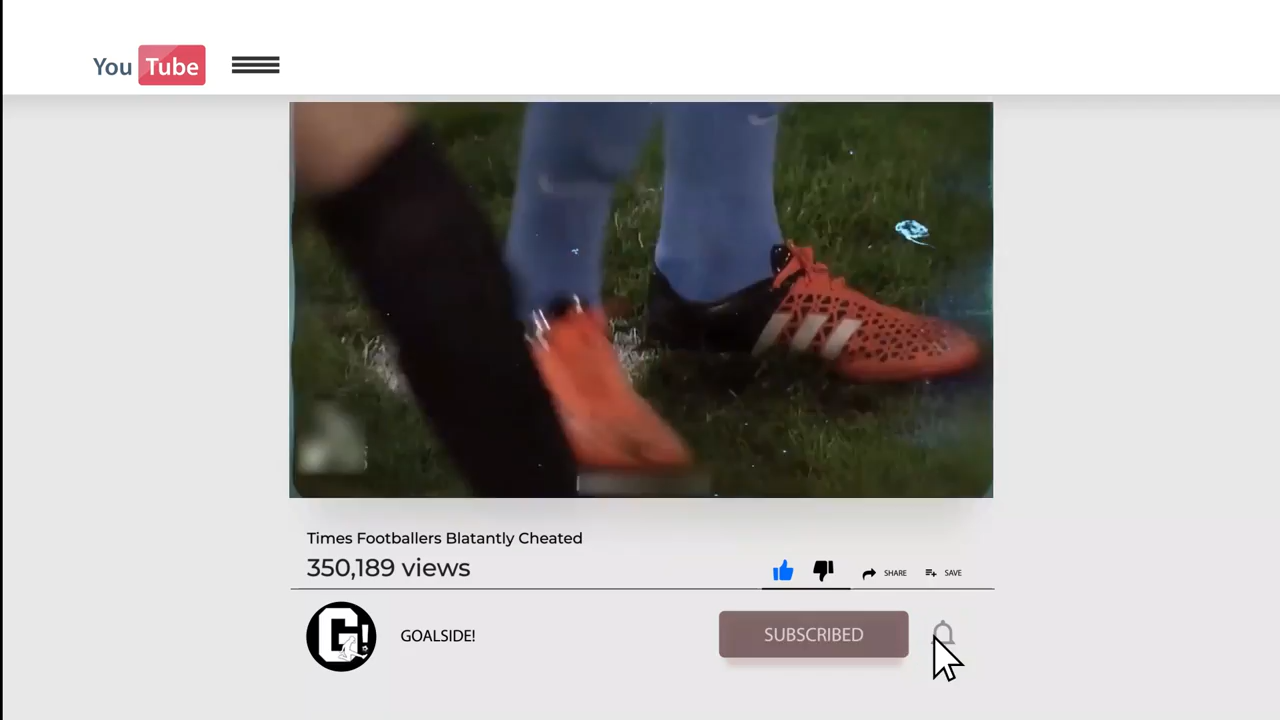 You Tube
Times Footballers Blatantly Cheated
350,189 views
SHARE
SAVE
G!
GOALSIDE!
SUBSCRIBED